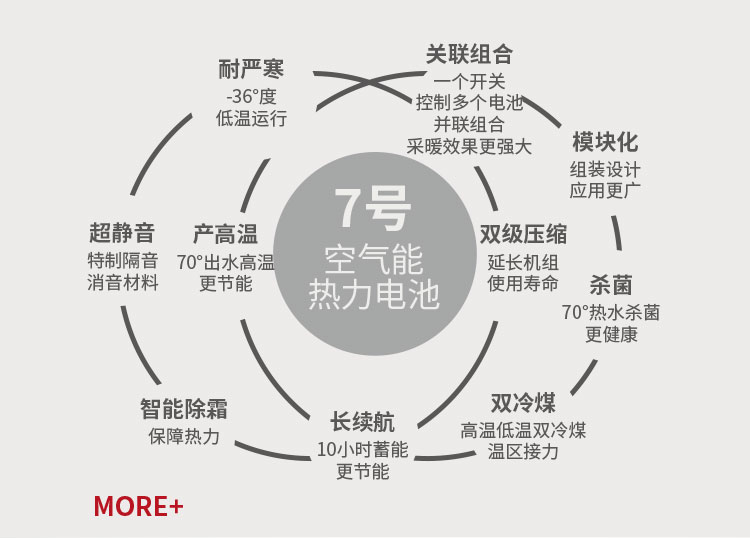 关联组合
一个开关
控制多个电池
并联组合
采暖效果更强大
耐严寒
-36°度
低温运行
模块化
组装设计
应用更广
7号
空气能
热力电池
超静音
特制隔音
消音材料
产高温
70°出水高温
更节能
双级压缩
延长机组
使用寿命
杀菌
70°热水杀菌
更健康
智能除霜
保障热力
长续航
10小时蓄能
更节能
双冷煤
高温低温双冷煤
温区接力
MORE+